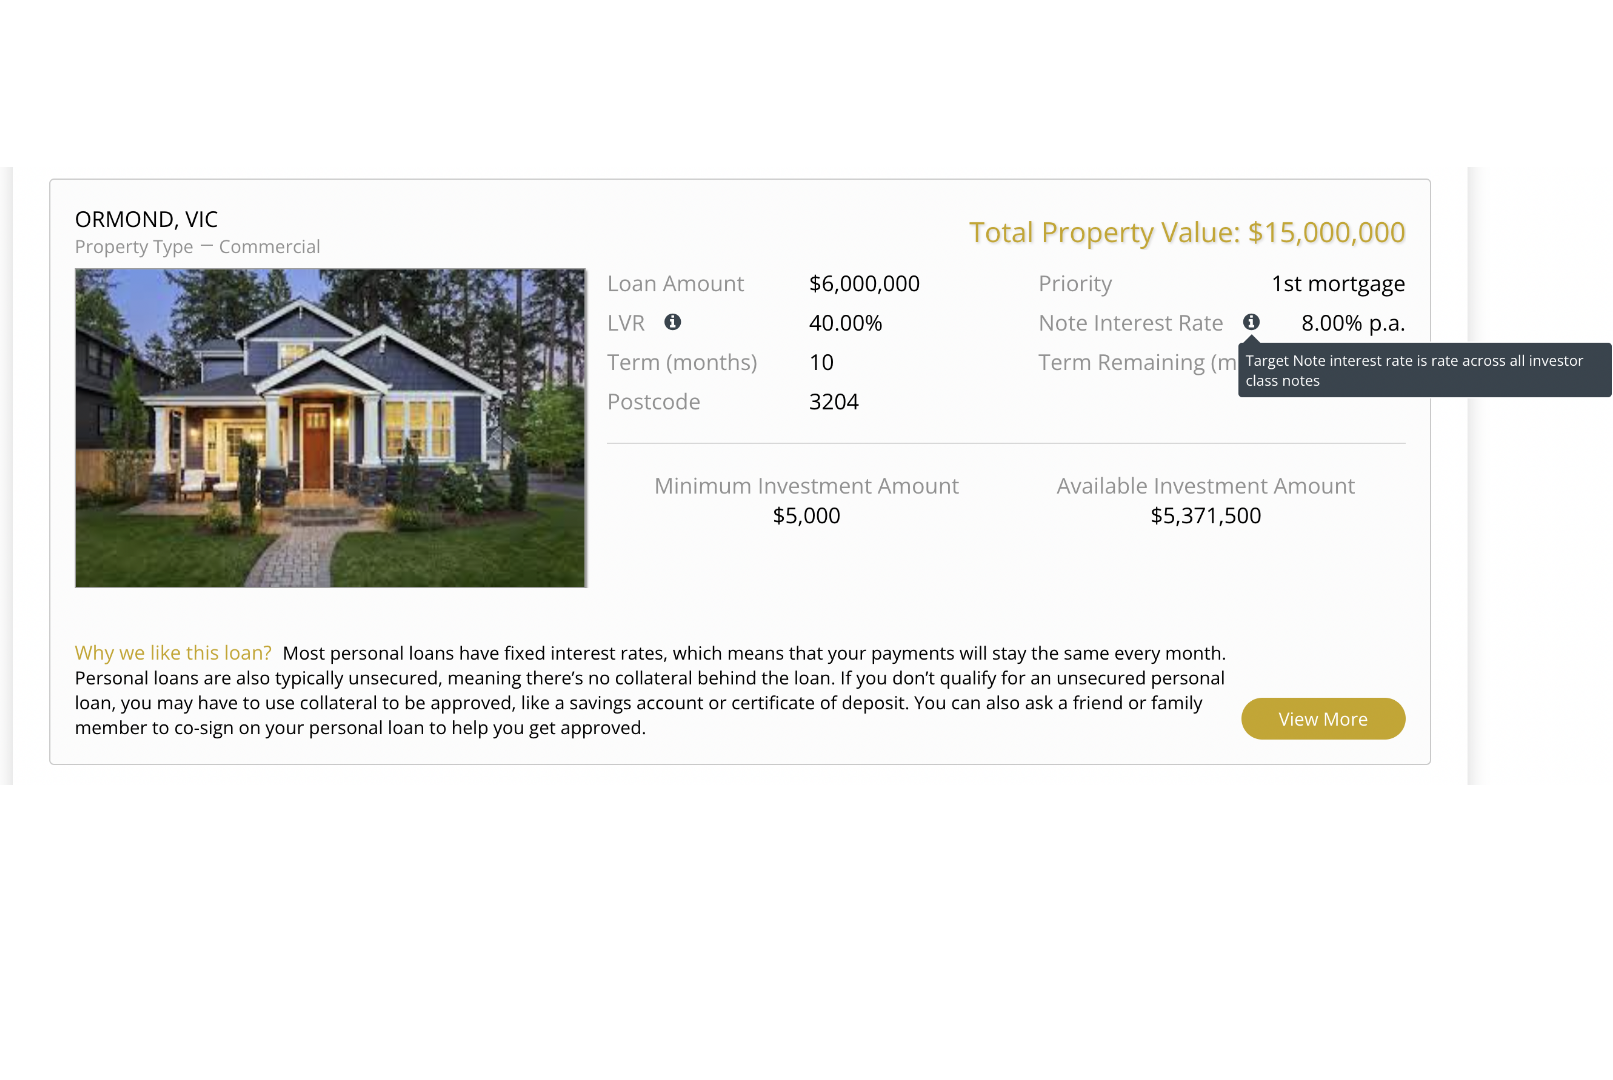 ORMOND, VIC
Property Type — Commercial
Total Property Value: $15,000,000
Loan Amount $6,000,000
Priority 1st mortgage
LVR 40.00%
Note Interest Rate 8.00% p.a.
Term (months) 10
Term Remaining (m
Target Note interest rate is rate across all investor
class notes
Postcode 3204
Minimum Investment Amount
$5,000
Available Investment Amount
$5,371,500
Why we like this loan? Most personal loans have fixed interest rates, which means that your payments will stay the same every month.
Personal loans are also typically unsecured, meaning there's no collateral behind the loan. If you don't qualify for an unsecured personal
loan, you may have to use collateral to be approved, like a savings account or certificate of deposit. You can also ask a friend or family
member to co-sign on your personal loan to help you get approved.
View More